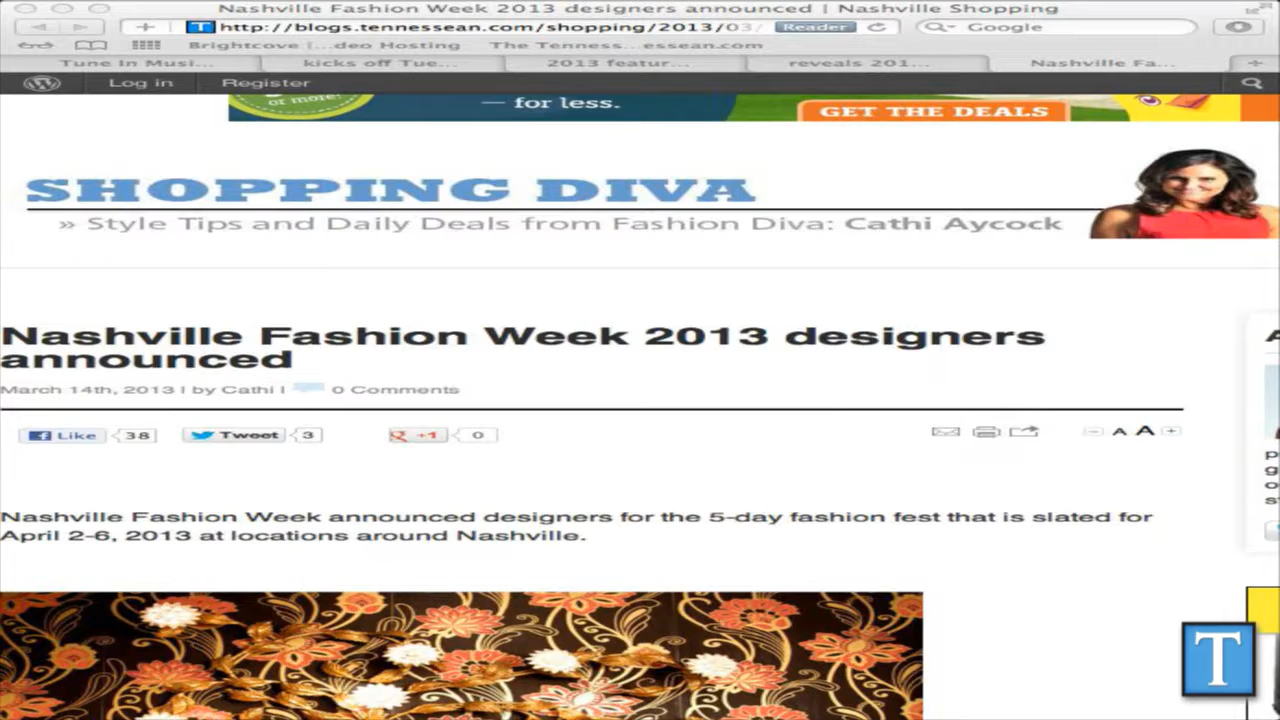 Nashville Fashion Week 2013 designers announced | Nashville Shopping
http://blogs.tennessean.com/shopping/2013/03/
Reader
Google
Brightcove |...deo Hosting
The Tenness...essean.com
Tune In Musi...
kicks off Tue...
2013 featur...
reveals 201...
Nashville Fa...
Log in
Register
or more!
— for less.
GET THE DEALS
SHOPPING DIVA
» Style Tips and Daily Deals from Fashion Diva: Cathi Aycock
Nashville Fashion Week 2013 designers
announced
March 14th, 2013 | by Cathi | 0 Comments
Like 38
Tweet 3
+1 0
A A
Nashville Fashion Week announced designers for the 5-day fashion fest that is slated for
April 2-6, 2013 at locations around Nashville.
T